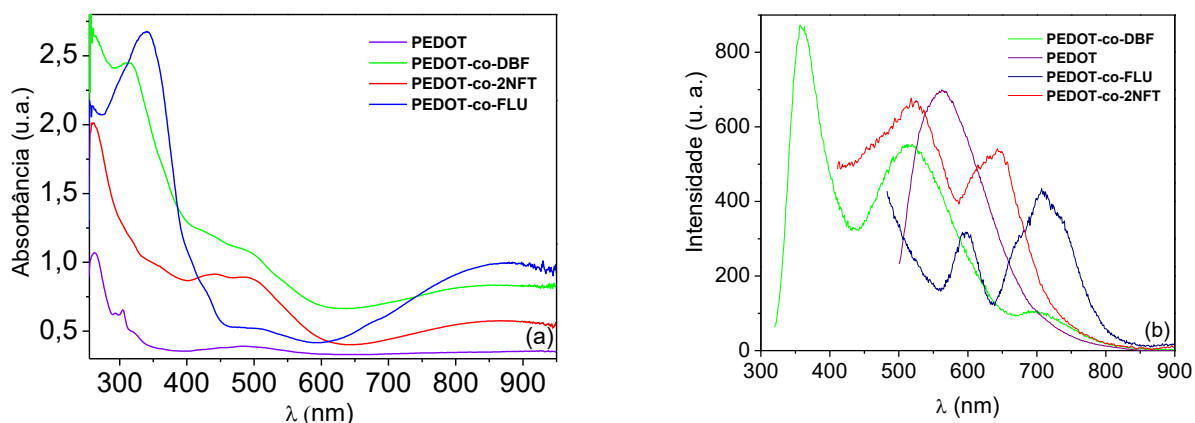 2.5
2.0
1.5
1.0
0,5
300 400 500 600 700 800 900
Absorbância (u.a.)
λ (nm)
PEDOT
PEDOT-co-DBF
PEDOT-co-2NFT
PEDOT-co-FLU
(a)
800
600
400
200
0
300 400 500 600 700 800 900
Intensidade (u. a.)
λ (nm)
PEDOT-co-DBF
PEDOT
PEDOT-co-FLU
PEDOT-co-2NFT
(b)